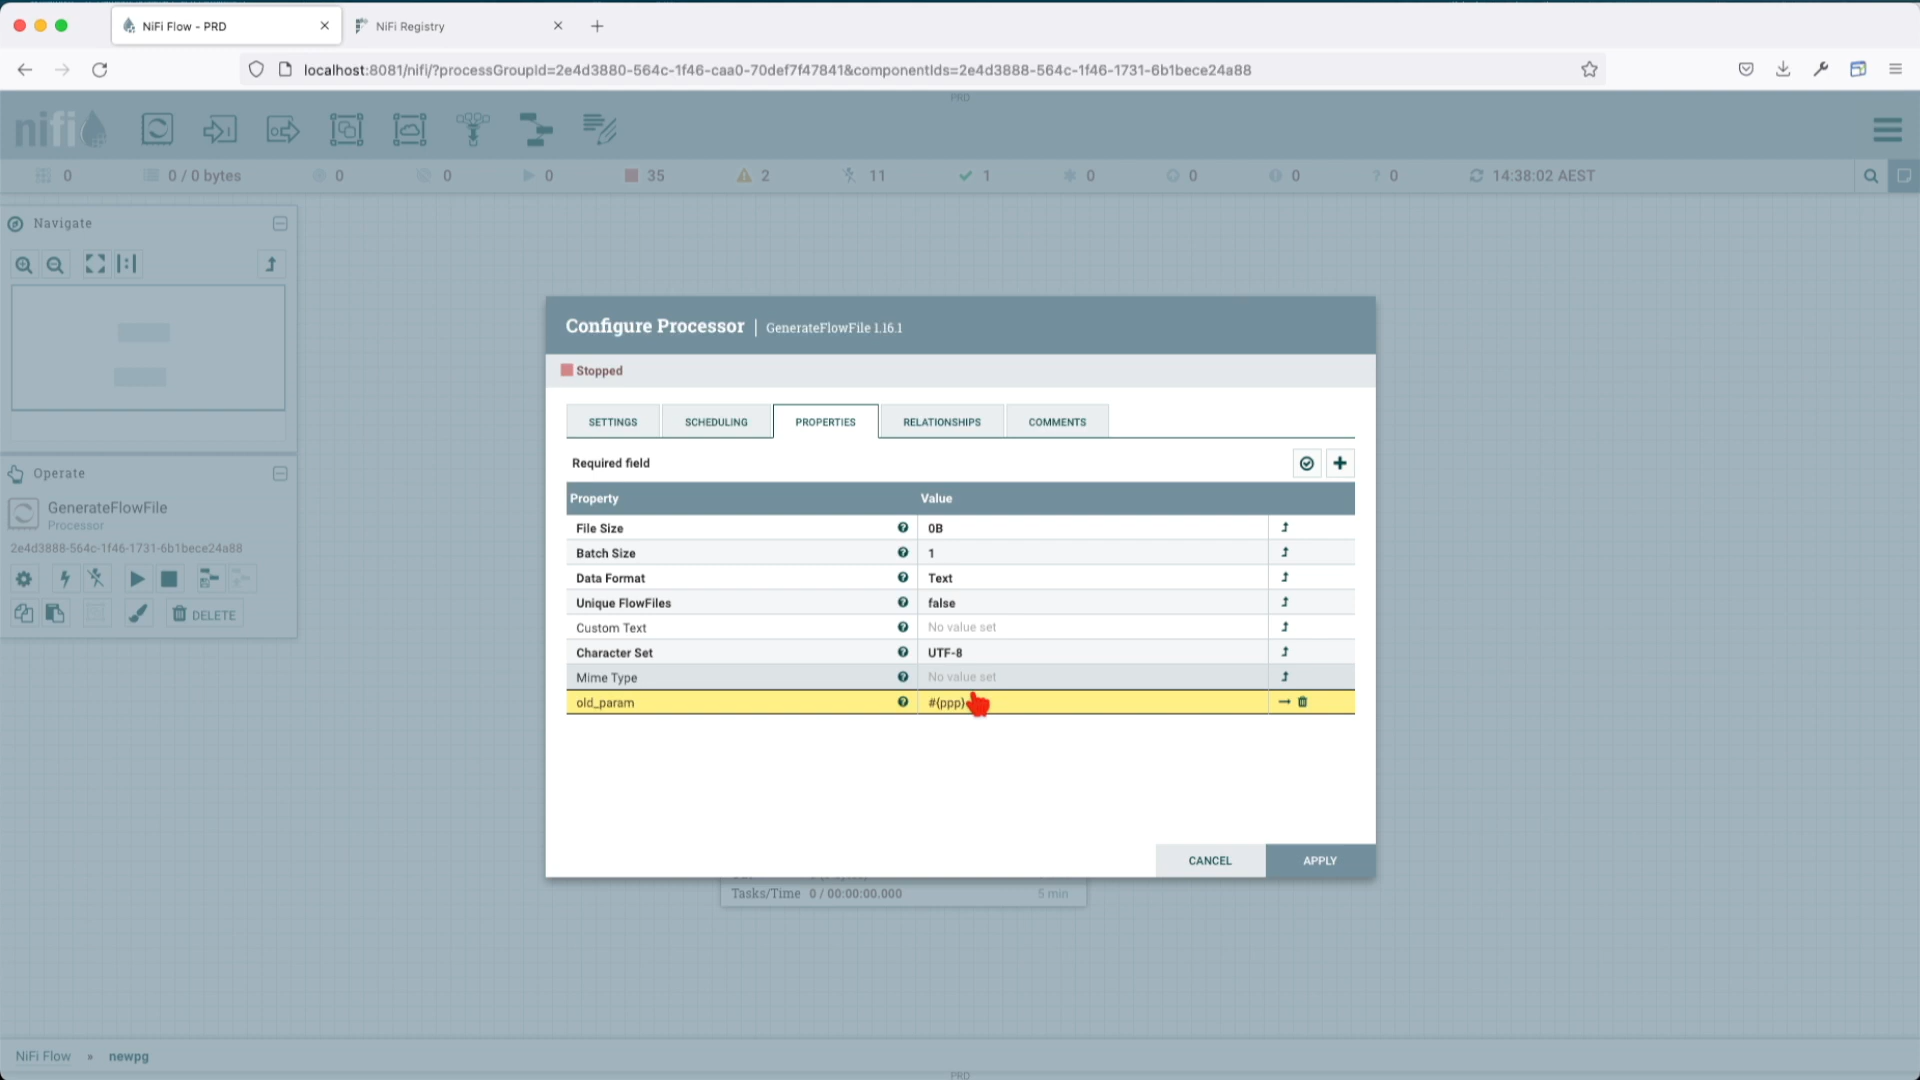 NiFi Flow - PRD
NiFi Registry
localhost:8081/nifi/?processGroupId=2e4d3880-564c-1f46-caa0-70def7f47841&componentIds=2e4d3888-564c-1f46-1731-6b1bece24a88
PRD
nifi
0
0 / 0 bytes
0
0
0
35
2
11
1
0
0
0
? 0
14:38:02 AEST
Navigate
Operate
GenerateFlowFile
Processor
2e4d3888-564c-1f46-1731-6b1bece24a88
DELETE
Configure Processor | GenerateFlowFile 1.16.1
Stopped
SETTINGS
SCHEDULING
PROPERTIES
RELATIONSHIPS
COMMENTS
Required field
Property Value
File Size 0B
Batch Size 1
Data Format Text
Unique FlowFiles false
Custom Text No value set
Character Set UTF-8
Mime Type No value set
old_param #{ppp}
CANCEL
APPLY
Tasks/Time 0 / 00:00:00.000 5 min
NiFi Flow » newpg
PRD